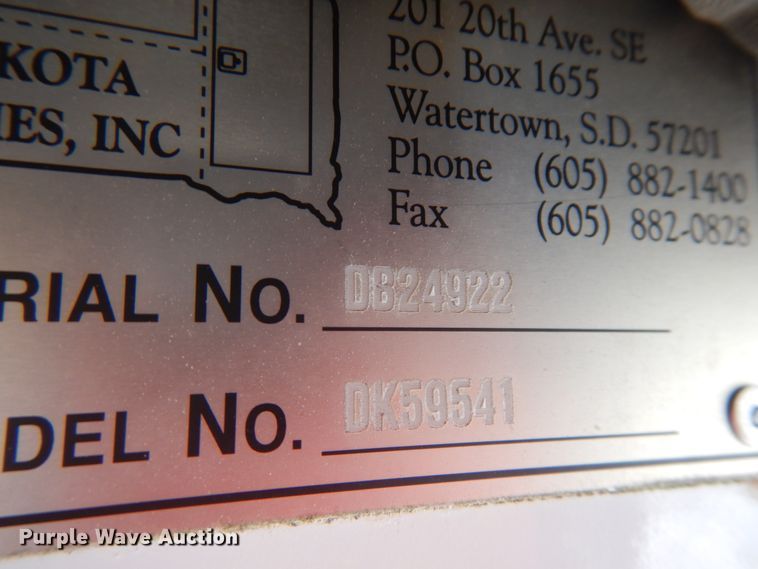 KOTA
IES, INC
201 20th Ave. SE
P.O. Box 1655
Watertown, S.D. 57201
Phone (605) 882-1400
Fax (605) 882-0828
RIAL NO. DB24922
DEL NO. DK59541
Purple Wave Auction